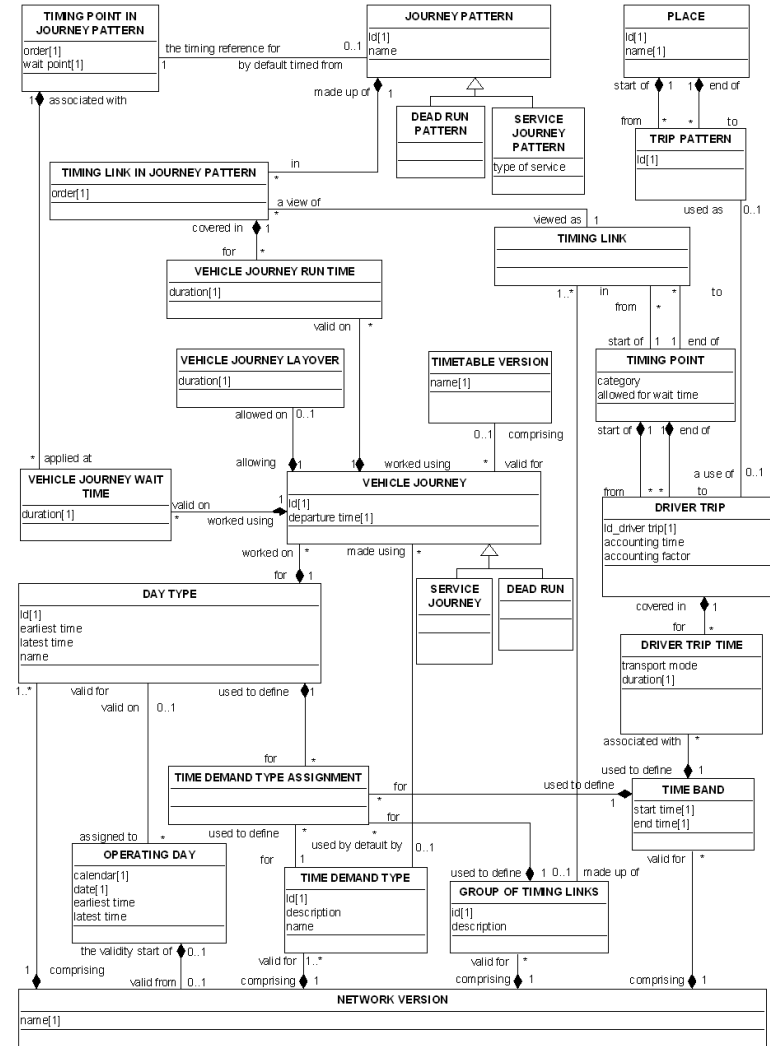 TIMING POINT IN
JOURNEY PATTERN
order[1]
wait point[1]
JOURNEY PATTERN
Id[1]
name
PLACE
Id[1]
name[1]
the timing reference for
0..1
1
by default timed from
1
associated with
made up of
1
start of
1
1
end of
from
*
*
to
DEAD RUN
PATTERN
SERVICE
JOURNEY
PATTERN
type of service
TRIP PATTERN
Id[1]
in
*
TIMING LINK IN JOURNEY PATTERN
order[1]
a view of
*
used as
0..1
covered in
1
viewed as
1
TIMING LINK
for
*
VEHICLE JOURNEY RUN TIME
duration[1]
1..*
in
*
to
from
*
valid on
*
start of
1
1
end of
VEHICLE JOURNEY LAYOVER
duration[1]
TIMETABLE VERSION
name[1]
TIMING POINT
category
allowed for wait time
allowed on
0..1
0..1
comprising
start of
1
1
end of
*
applied at
allowing
1
1
worked using
*
valid for
a use of
0..1
VEHICLE JOURNEY WAIT
TIME
duration[1]
VEHICLE JOURNEY
Id[1]
departure time[1]
valid on
*
1
worked using
from
*
*
to
DRIVER TRIP
Id_driver trip[1]
accounting time
accounting factor
worked on
*
made using
*
for
1
SERVICE
JOURNEY
DEAD RUN
DAY TYPE
Id[1]
earliest time
latest time
name
covered in
1
for
*
DRIVER TRIP TIME
transport mode
duration[1]
1..*
valid for
used to define
1
valid on
0..1
associated with
*
for
*
used to define
1
TIME DEMAND TYPE ASSIGNMENT
for
*
used to define
1
TIME BAND
start time[1]
end time[1]
used to define
*
*
for
assigned to
*
used by default by
0..1
for
1
used to define
1
0..1
made up of
valid for
*
OPERATING DAY
calendar[1]
date[1]
earliest time
latest time
TIME DEMAND TYPE
Id[1]
description
name
GROUP OF TIMING LINKS
id[1]
description
the validity start of
0..1
valid for
1..*
valid for
*
1
comprising
valid from
0..1
comprising
1
comprising
1
comprising
1
NETWORK VERSION
name[1]